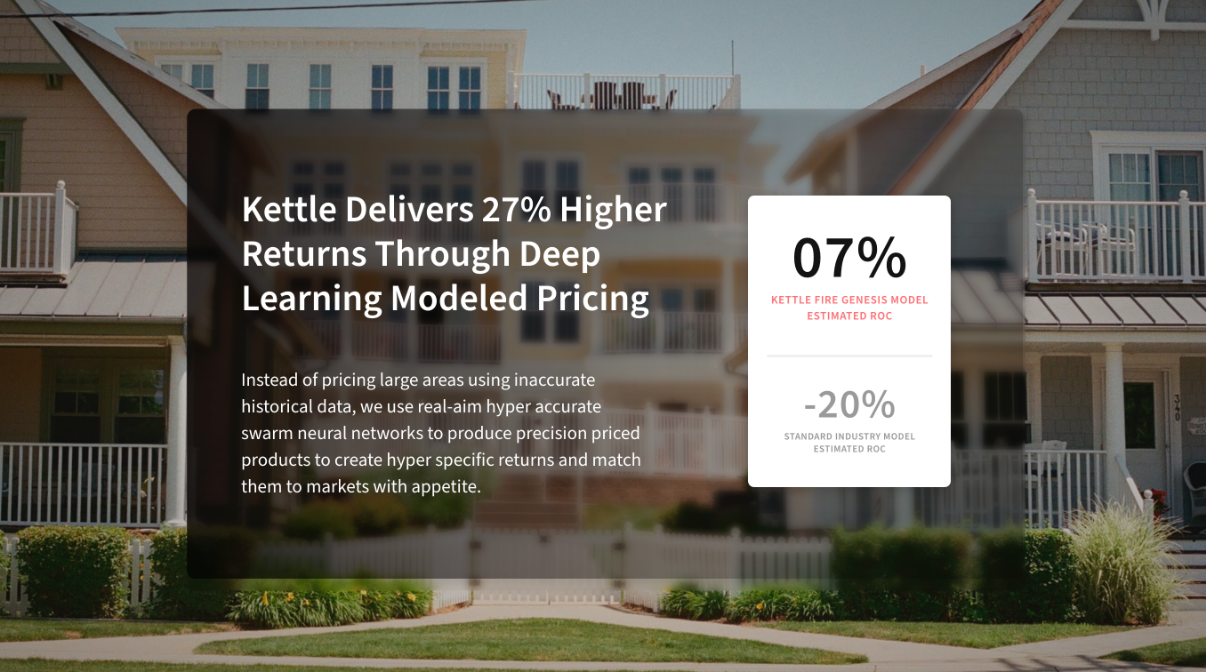 Kettle Delivers 27% Higher
Returns Through Deep
Learning Modeled Pricing
Instead of pricing large areas using inaccurate
historical data, we use real-aim hyper accurate
swarm neural networks to produce precision priced
products to create hyper specific returns and match
them to markets with appetite.
07%
KETTLE FIRE GENESIS MODEL
ESTIMATED ROC
-20%
STANDARD INDUSTRY MODEL
ESTIMATED ROC
340